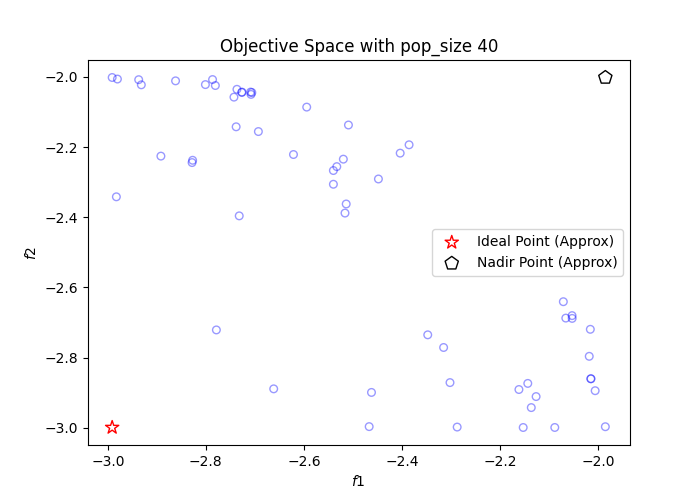 Objective Space with pop_size 40
−2.0
−2.2
−2.4
−2.6
−2.8
−3.0
f2
Ideal Point (Approx)
Nadir Point (Approx)
−3.0 −2.8 −2.6 −2.4 −2.2 −2.0
f1